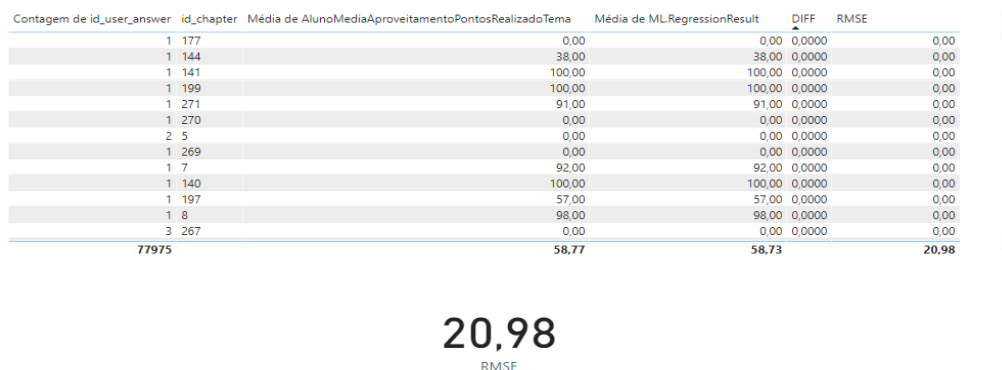 Contagem de id_user_answer id_chapter Média de AlunoMediaAproveitamentoPontosRealizadoTema Média de ML.RegressionResult DIFF RMSE
1 177 0,00 0,00 0,0000 0,00
1 144 38,00 38,00 0,0000 0,00
1 141 100,00 100,00 0,0000 0,00
1 199 100,00 100,00 0,0000 0,00
1 271 91,00 91,00 0,0000 0,00
1 270 0,00 0,00 0,0000 0,00
2 5 0,00 0,00 0,0000 0,00
1 269 0,00 0,00 0,0000 0,00
1 7 92,00 92,00 0,0000 0,00
1 140 100,00 100,00 0,0000 0,00
1 197 57,00 57,00 0,0000 0,00
1 8 98,00 98,00 0,0000 0,00
3 267 0,00 0,00 0,0000 0,00
77975 58,77 58,73 20,98
20,98
RMSE